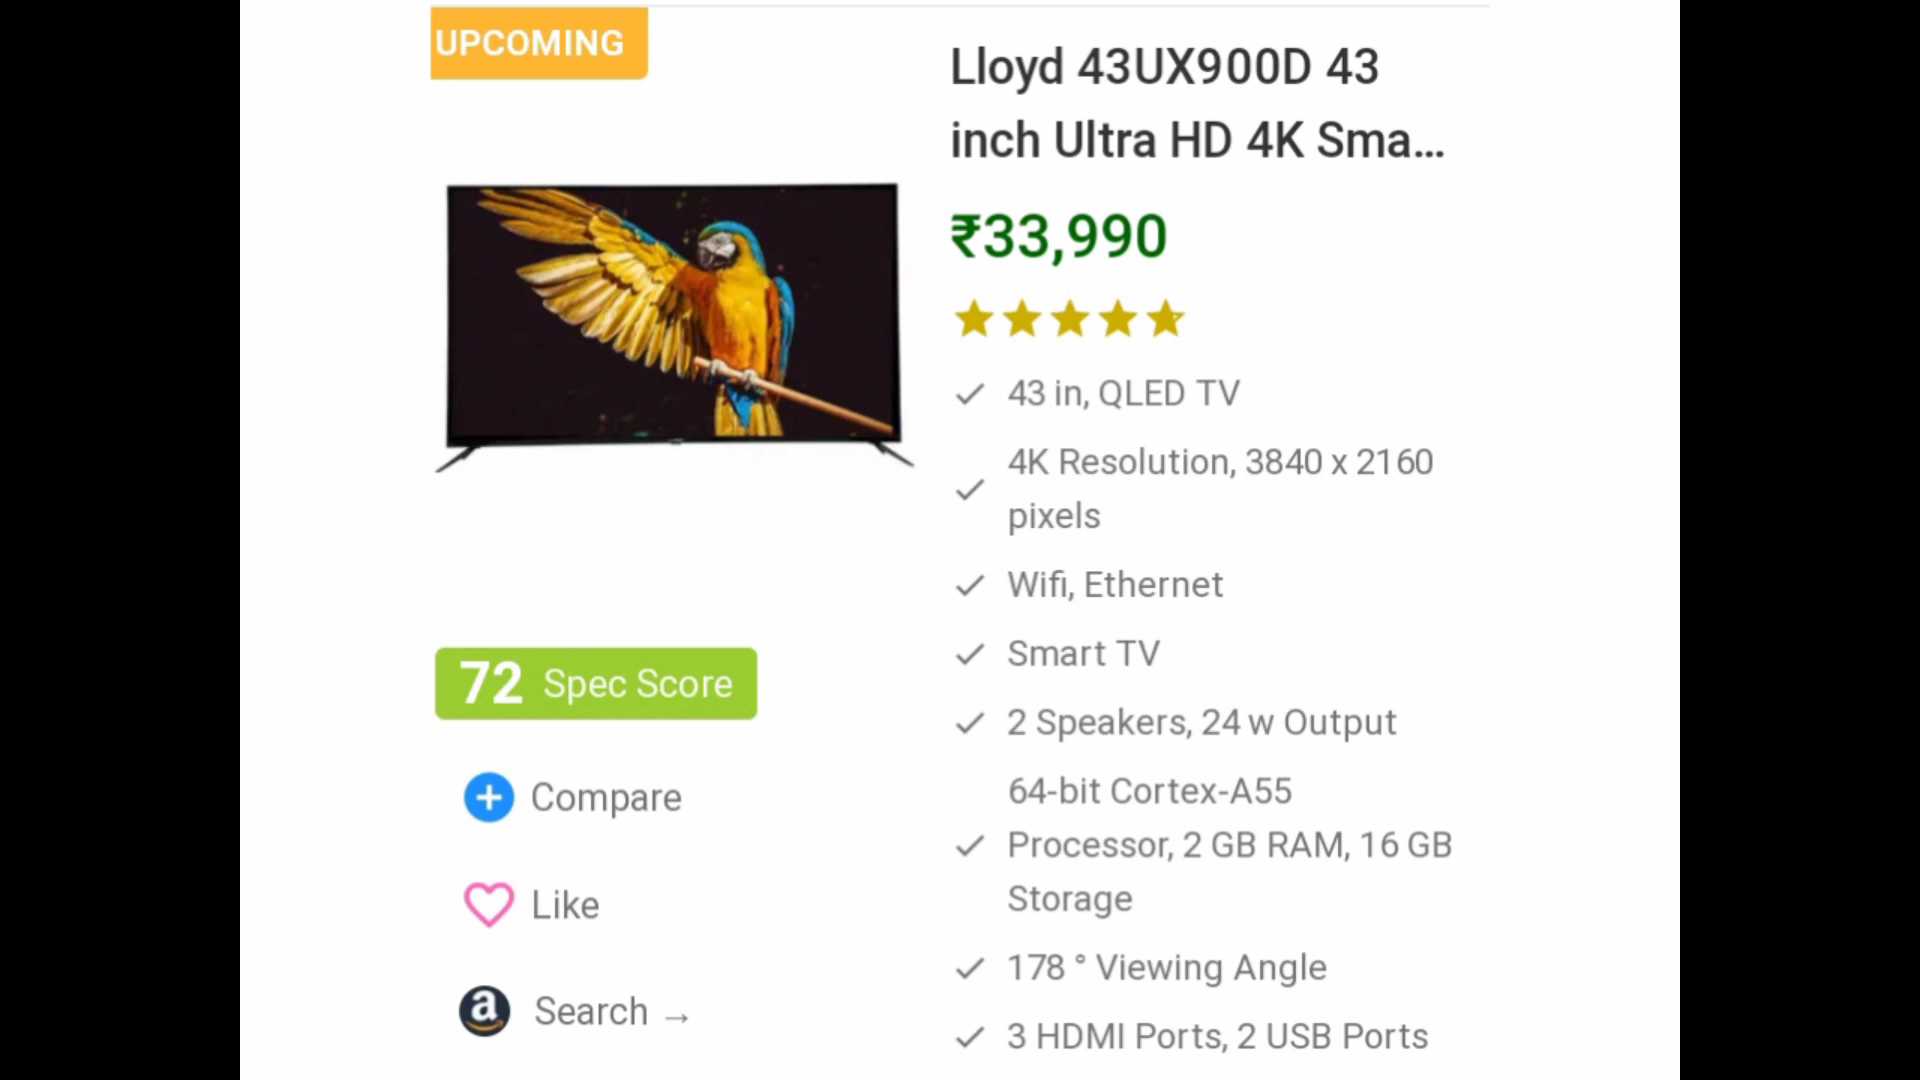 UPCOMING
Lloyd 43UX900D 43
inch Ultra HD 4K Sma...
₹33,990
43 in, QLED TV
4K Resolution, 3840 x 2160
pixels
Wifi, Ethernet
Smart TV
2 Speakers, 24 w Output
64-bit Cortex-A55
Processor, 2 GB RAM, 16 GB
Storage
178 ° Viewing Angle
3 HDMI Ports, 2 USB Ports
72 Spec Score
Compare
Like
a Search →